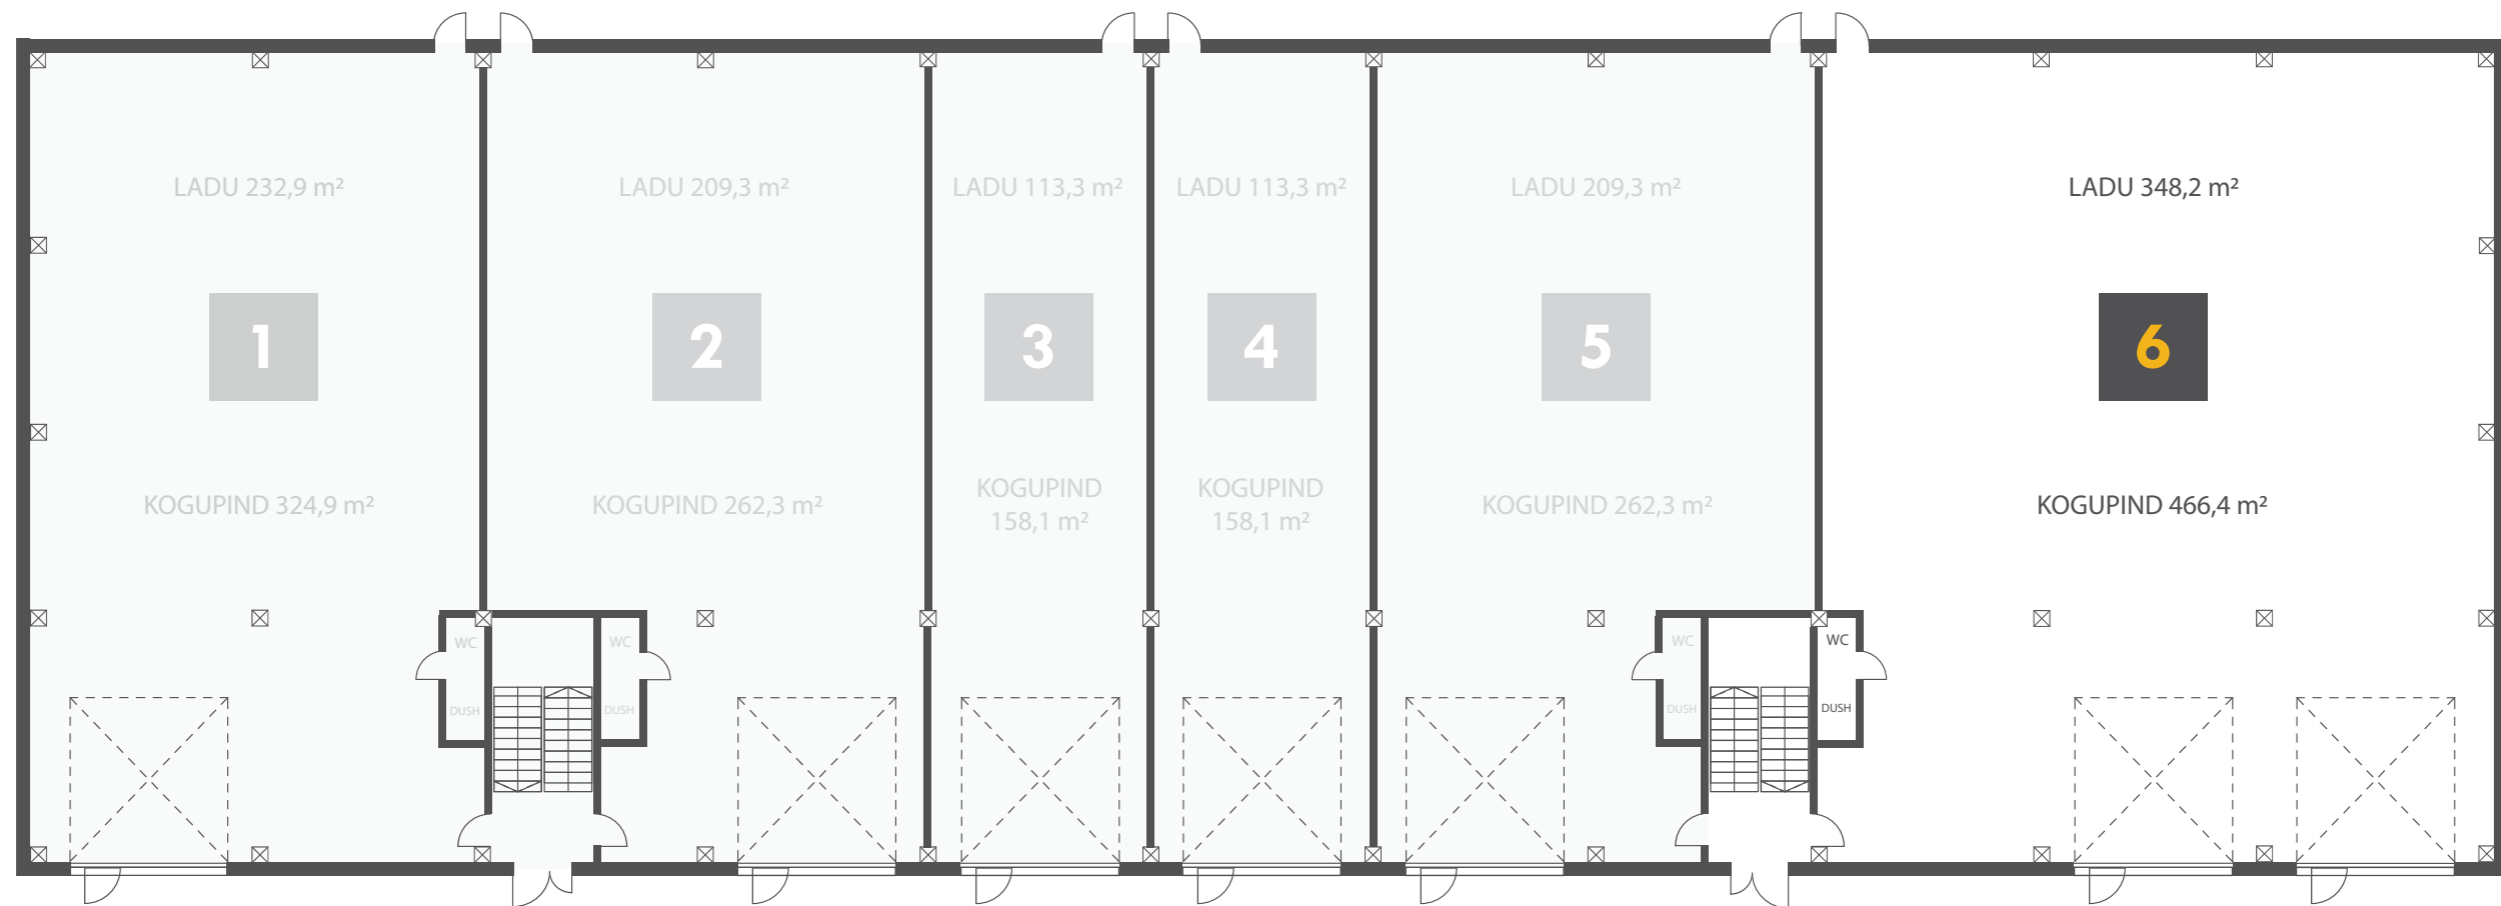 LADU 232,9 m²
LADU 209,3 m²
LADU 113,3 m²
LADU 113,3 m²
LADU 209,3 m²
LADU 348,2 m²
1
2
3
4
5
6
KOGUPIND 324,9 m²
KOGUPIND 262,3 m²
KOGUPIND
158,1 m²
KOGUPIND
158,1 m²
KOGUPIND 262,3 m²
KOGUPIND 466,4 m²
WC
WC
WC
WC
DUSH
DUSH
DUSH
DUSH